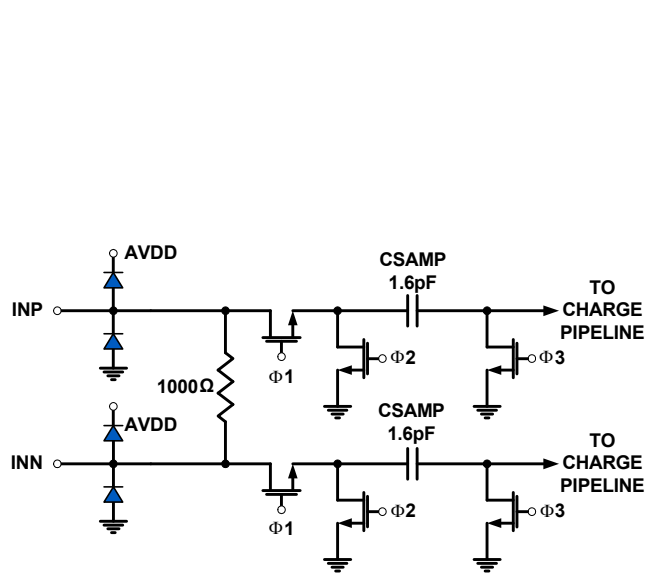 AVDD
CSAMP
1.6pF
INP
TO
CHARGE
PIPELINE
Φ2
Φ3
Φ1
1000Ω
AVDD
CSAMP
1.6pF
INN
TO
CHARGE
PIPELINE
Φ2
Φ3
Φ1